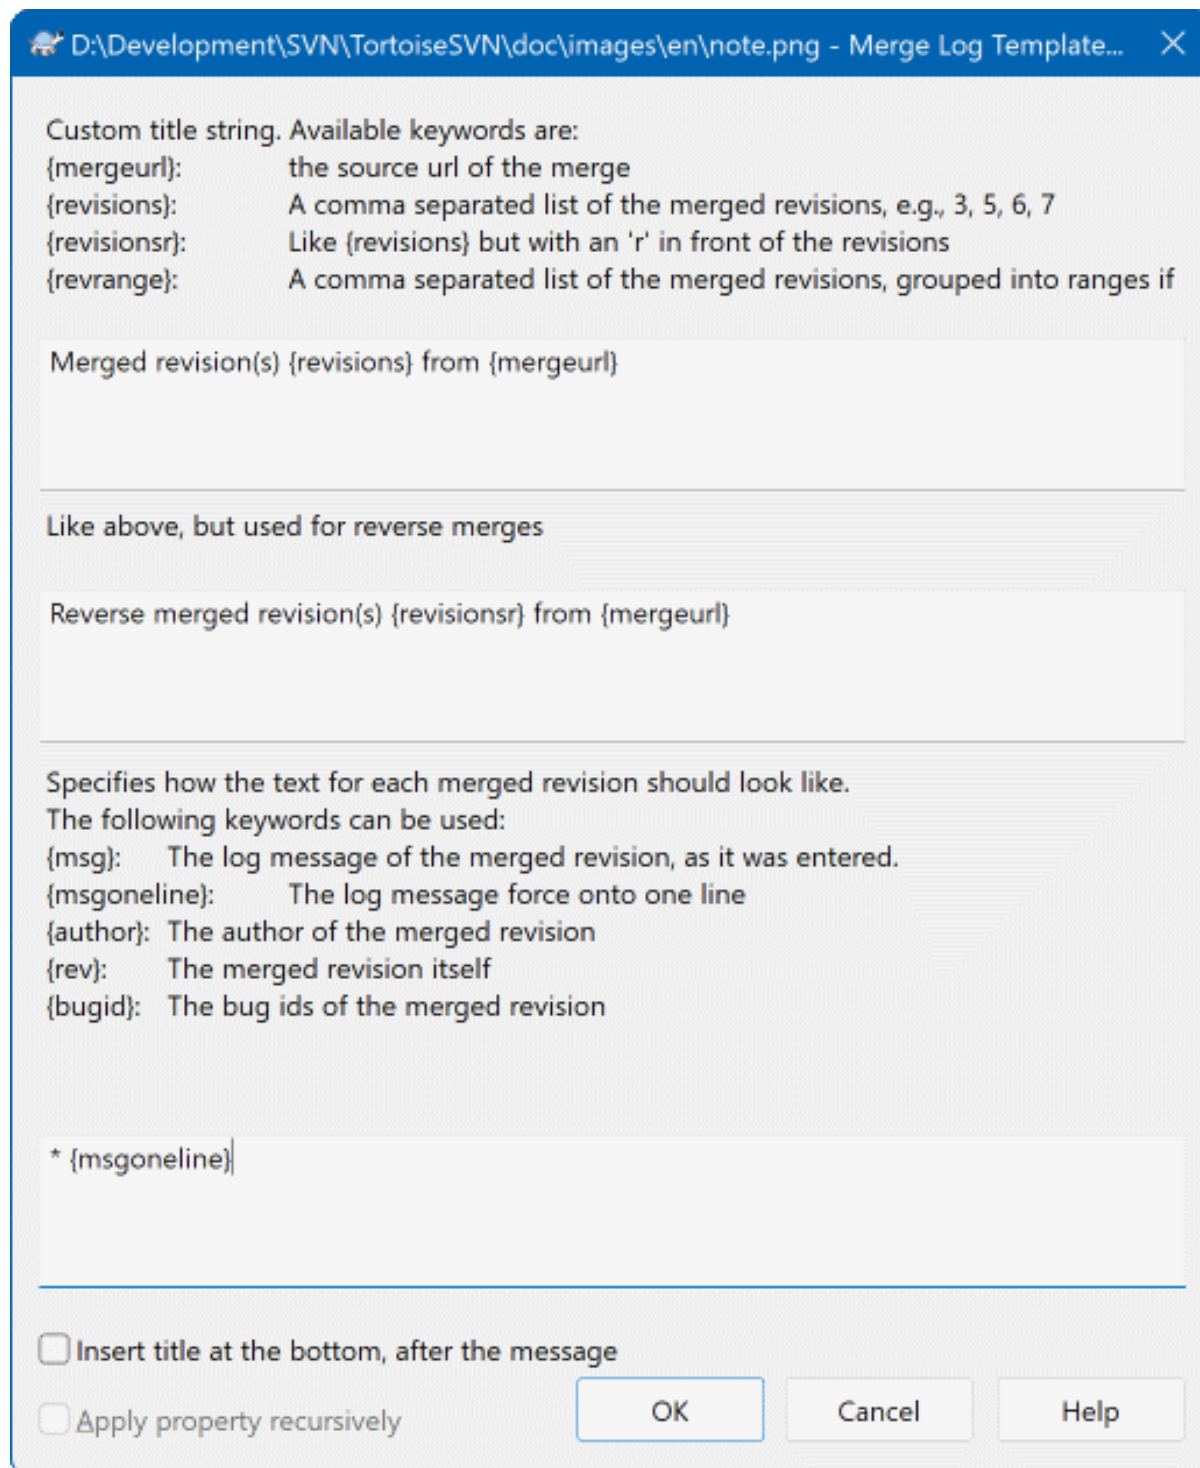 D:\Development\SVN\TortoiseSVN\doc\images\en\note.png - Merge Log Template...
Custom title string. Available keywords are:
{mergeurl}: the source url of the merge
{revisions}: A comma separated list of the merged revisions, e.g., 3, 5, 6, 7
{revisionsr}: Like {revisions} but with an 'r' in front of the revisions
{revrange}: A comma separated list of the merged revisions, grouped into ranges if
Merged revision(s) {revisions} from {mergeurl}
Like above, but used for reverse merges
Reverse merged revision(s) {revisionsr} from {mergeurl}
Specifies how the text for each merged revision should look like.
The following keywords can be used:
{msg}: The log message of the merged revision, as it was entered.
{msgoneline}: The log message force onto one line
{author}: The author of the merged revision
{rev}: The merged revision itself
{bugid}: The bug ids of the merged revision
* {msgoneline}
Insert title at the bottom, after the message
Apply property recursively
OK Cancel Help